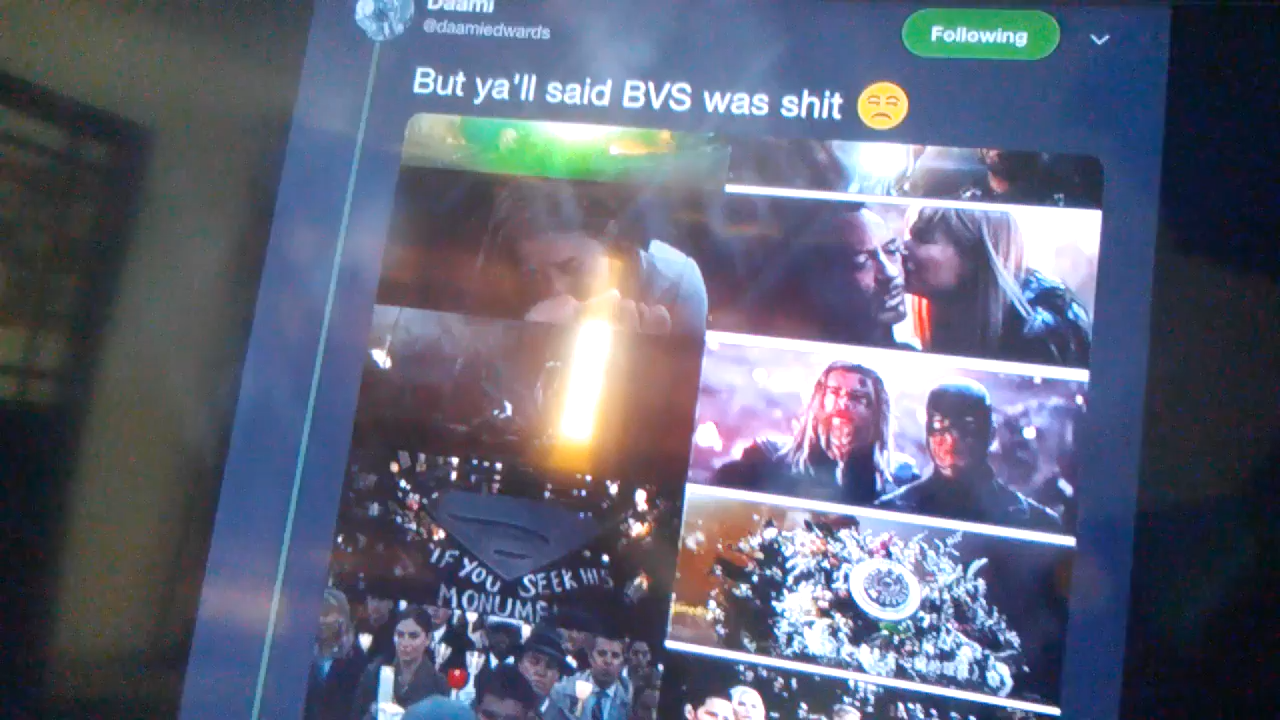 Daami
@daamiedwards
Following
But ya'll said BVS was shit
IF YOU SEEK HIS
MONUME